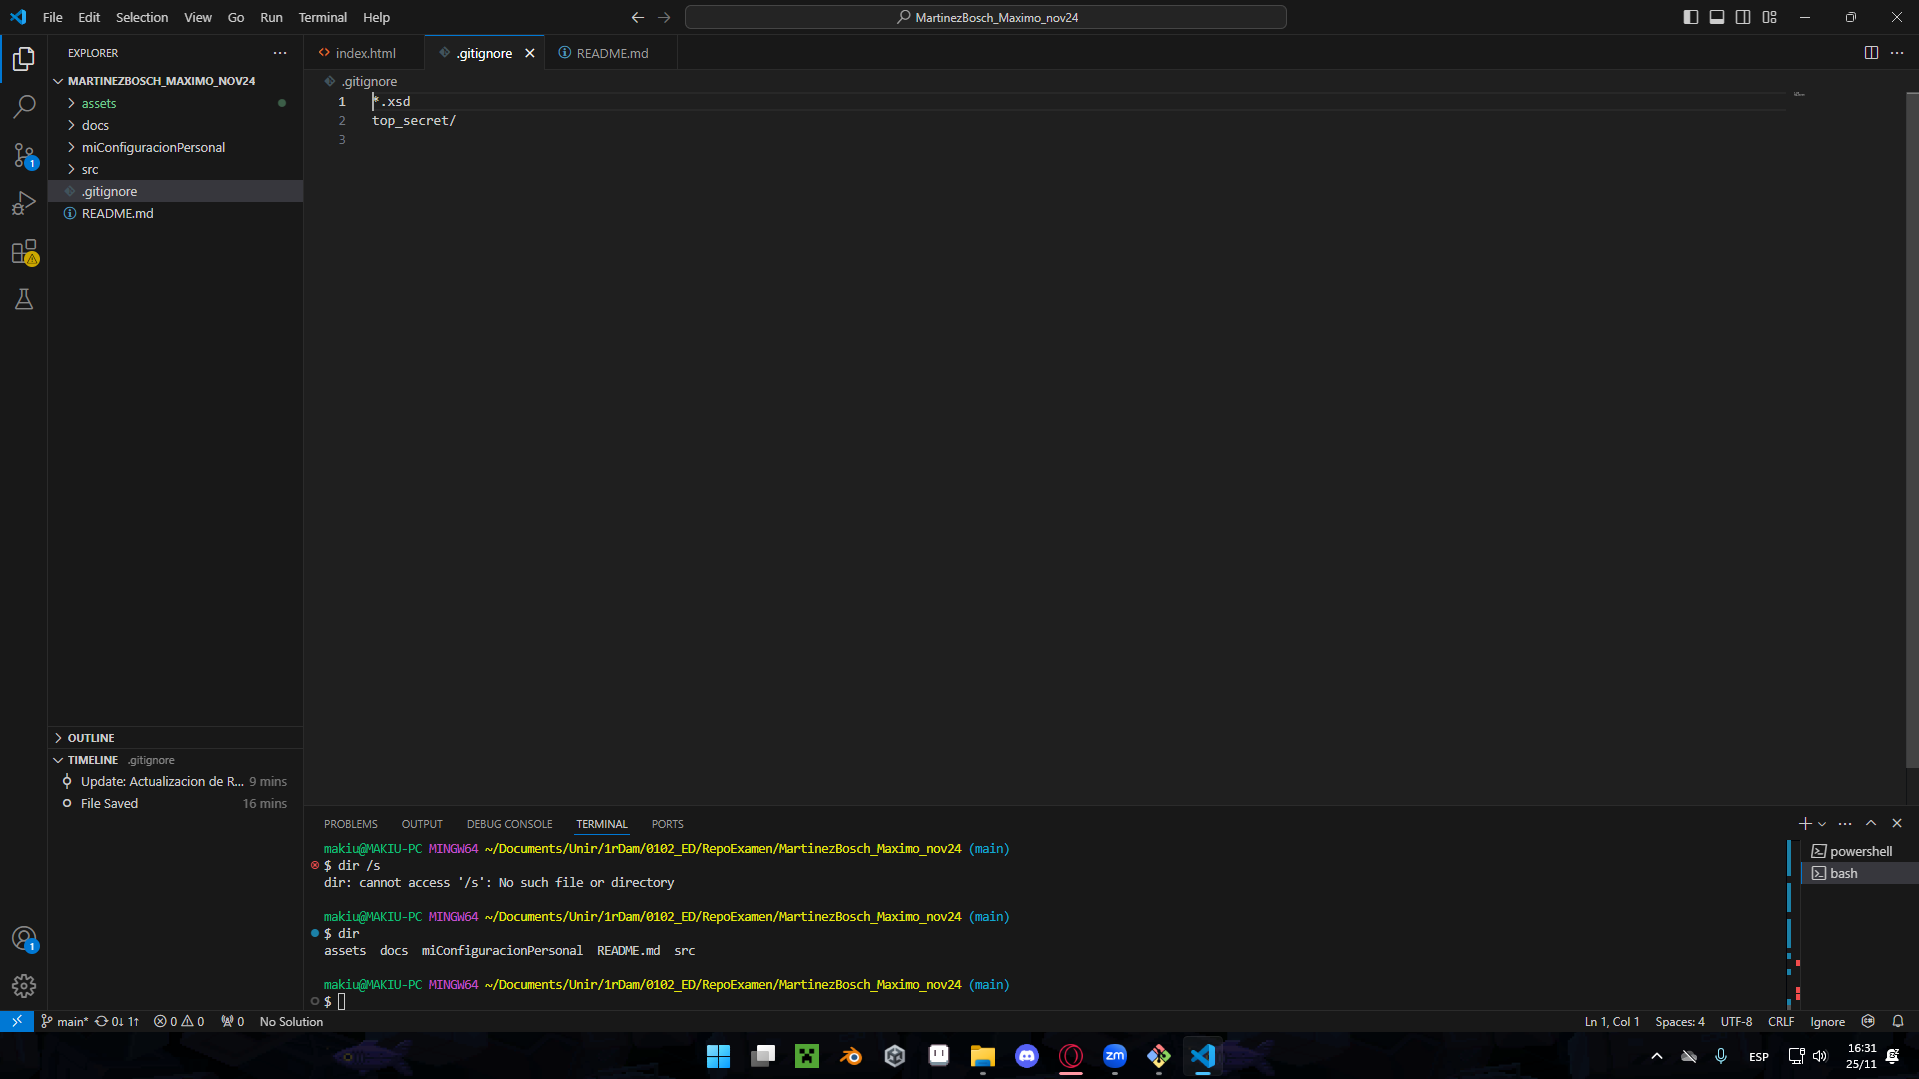 File Edit Selection View Go Run Terminal Help
MartinezBosch_Maximo_nov24
EXPLORER
index.html
.gitignore
README.md
MARTINEZBOSCH_MAXIMO_NOV24
assets
docs
miConfiguracionPersonal
src
.gitignore
README.md
.gitignore
1 *.xsd
2 top_secret/
3
1
OUTLINE
TIMELINE .gitignore
Update: Actualizacion de R... 9 mins
File Saved 16 mins
PROBLEMS OUTPUT DEBUG CONSOLE TERMINAL PORTS
makiu@MAKIU-PC MINGW64 ~/Documents/Unir/1rDam/0102_ED/RepoExamen/MartinezBosch_Maximo_nov24 (main)
$ dir /s
dir: cannot access '/s': No such file or directory
makiu@MAKIU-PC MINGW64 ~/Documents/Unir/1rDam/0102_ED/RepoExamen/MartinezBosch_Maximo_nov24 (main)
$ dir
assets docs miConfiguracionPersonal README.md src
makiu@MAKIU-PC MINGW64 ~/Documents/Unir/1rDam/0102_ED/RepoExamen/MartinezBosch_Maximo_nov24 (main)
$
powershell
bash
1
main* 0↓ 1↑ 0 0 0 No Solution
Ln 1, Col 1 Spaces: 4 UTF-8 CRLF Ignore
zm
ESP
16:31
25/11